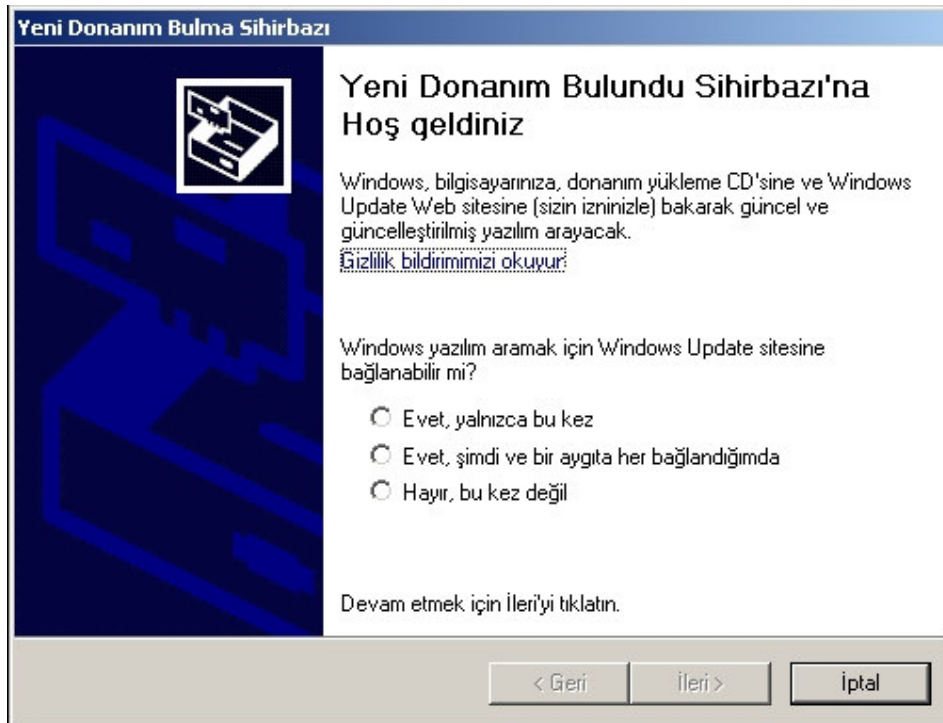 Yeni Donanım Bulma Sihirbazı
Yeni Donanım Bulundu Sihirbazı'na
Hoş geldiniz
Windows, bilgisayarınıza, donanım yükleme CD'sine ve Windows
Update Web sitesine (sizin izninizle) bakarak güncel ve
güncelleştirilmiş yazılım arayacak.
Gizlilik bildirimimizi okuyun
Windows yazılım aramak için Windows Update sitesine
bağlanabilir mi?
Evet, yalnızca bu kez
Evet, şimdi ve bir aygıta her bağlandığımda
Hayır, bu kez değil
Devam etmek için İleri'yi tıklatın.
< Geri
İleri >
İptal